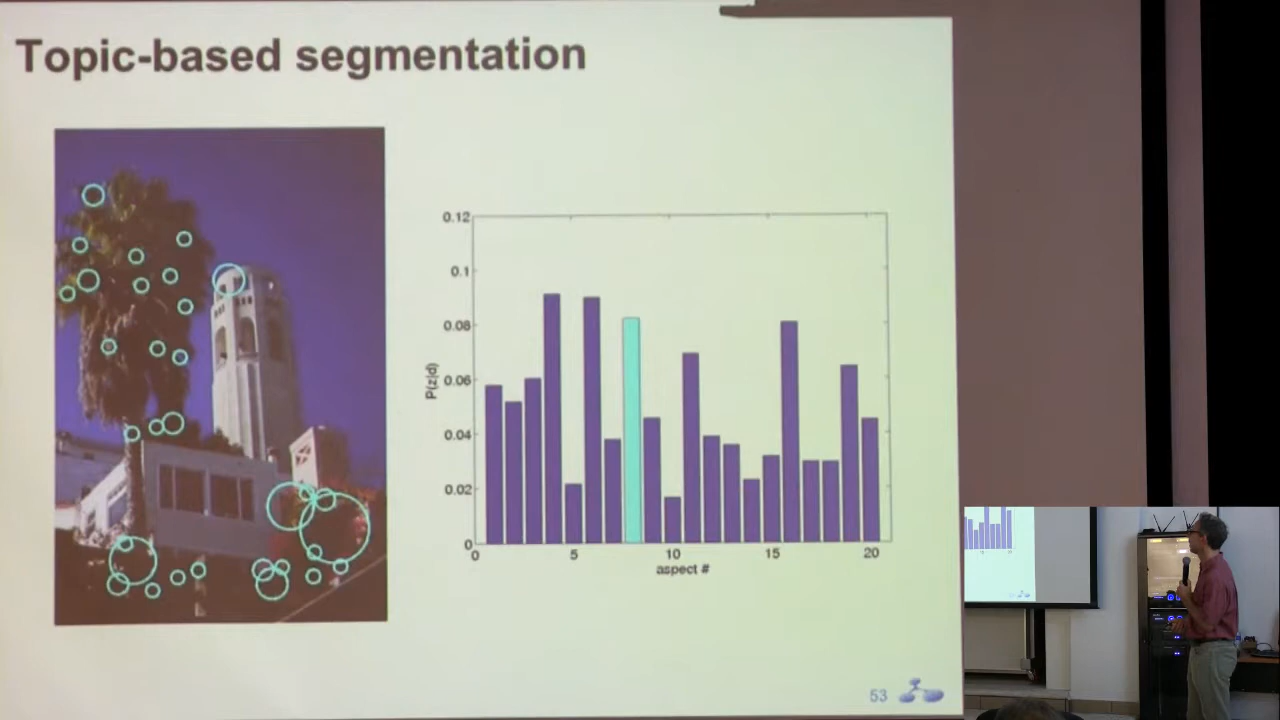 Topic-based segmentation
0.12
0.1
0.08
0.06
0.04
0.02
0
P(z|d)
0 5 10 15 20
aspect #
53